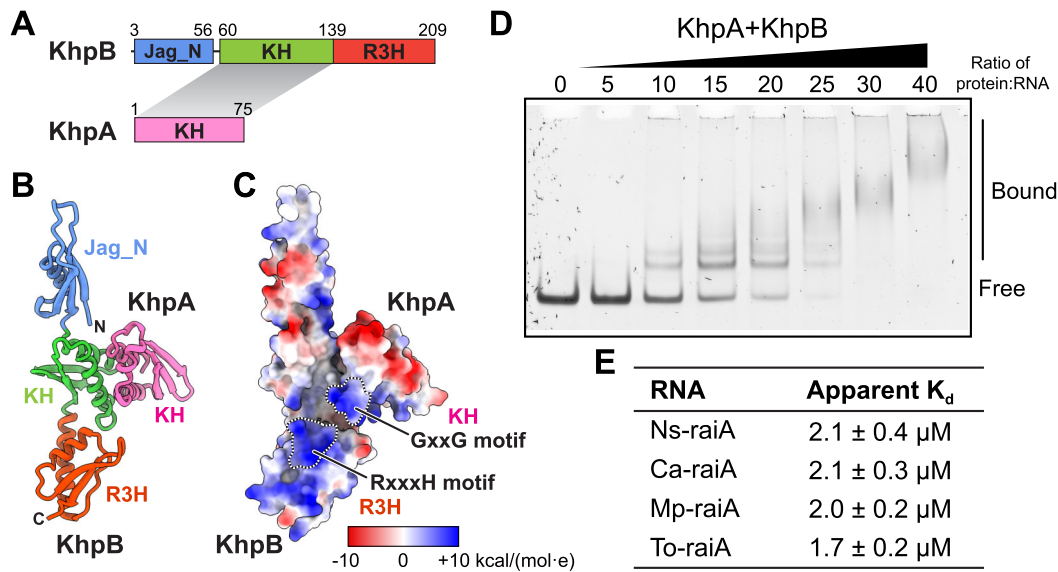 A
3 56 60 139 209
KhpB Jag_N KH R3H
1 75
KhpA KH
B
Jag_N
KhpA
N
KH
KH
R3H
C
KhpB
C
KhpA
KH
GxxG motif
RxxxH motif
R3H
KhpB
-10 0 +10 kcal/(mol·e)
D
KhpA+KhpB
Ratio of
protein:RNA
0 5 10 15 20 25 30 40
Bound
Free
E
RNA Apparent Kd
Ns-raiA 2.1 ± 0.4 µM
Ca-raiA 2.1 ± 0.3 µM
Mp-raiA 2.0 ± 0.2 µM
To-raiA 1.7 ± 0.2 µM